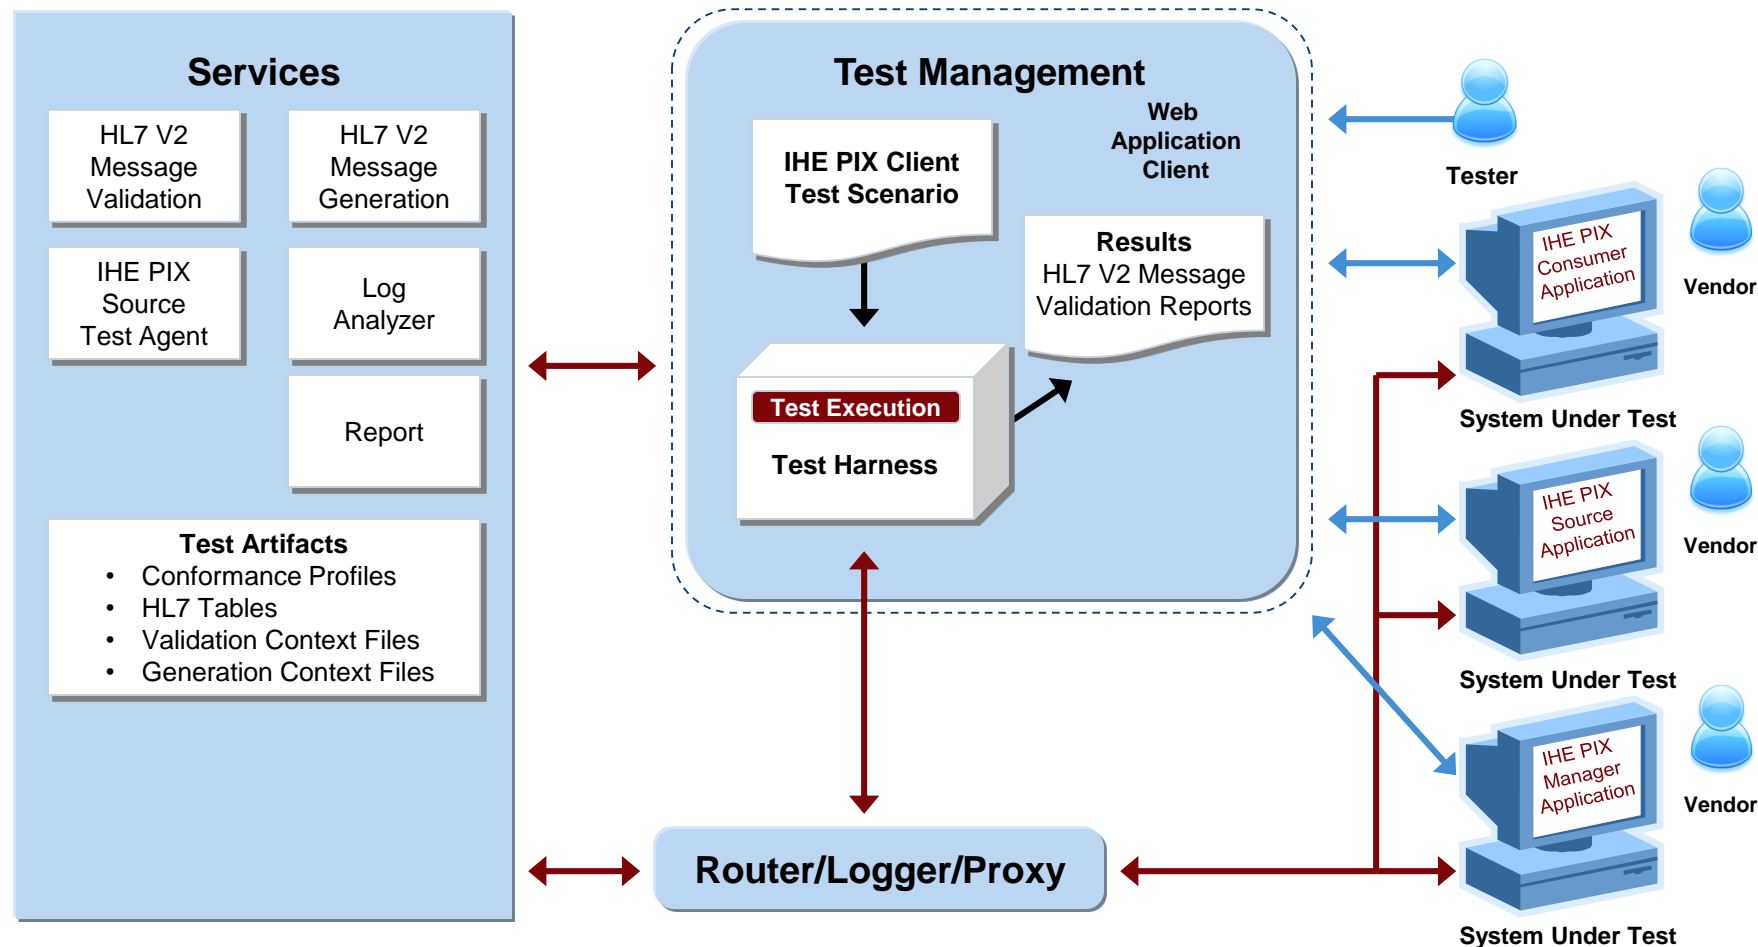 Services
HL7 V2
Message
Validation
HL7 V2
Message
Generation
IHE PIX
Source
Test Agent
Log
Analyzer
Report
Test Artifacts
• Conformance Profiles
• HL7 Tables
• Validation Context Files
• Generation Context Files
Test Management
Web
Application
Client
IHE PIX Client
Test Scenario
Results
HL7 V2 Message
Validation Reports
Test Execution
Test Harness
Router/Logger/Proxy
Tester
IHE PIX
Consumer
Application
Vendor
System Under Test
IHE PIX
Source
Application
Vendor
System Under Test
IHE PIX
Manager
Application
Vendor
System Under Test